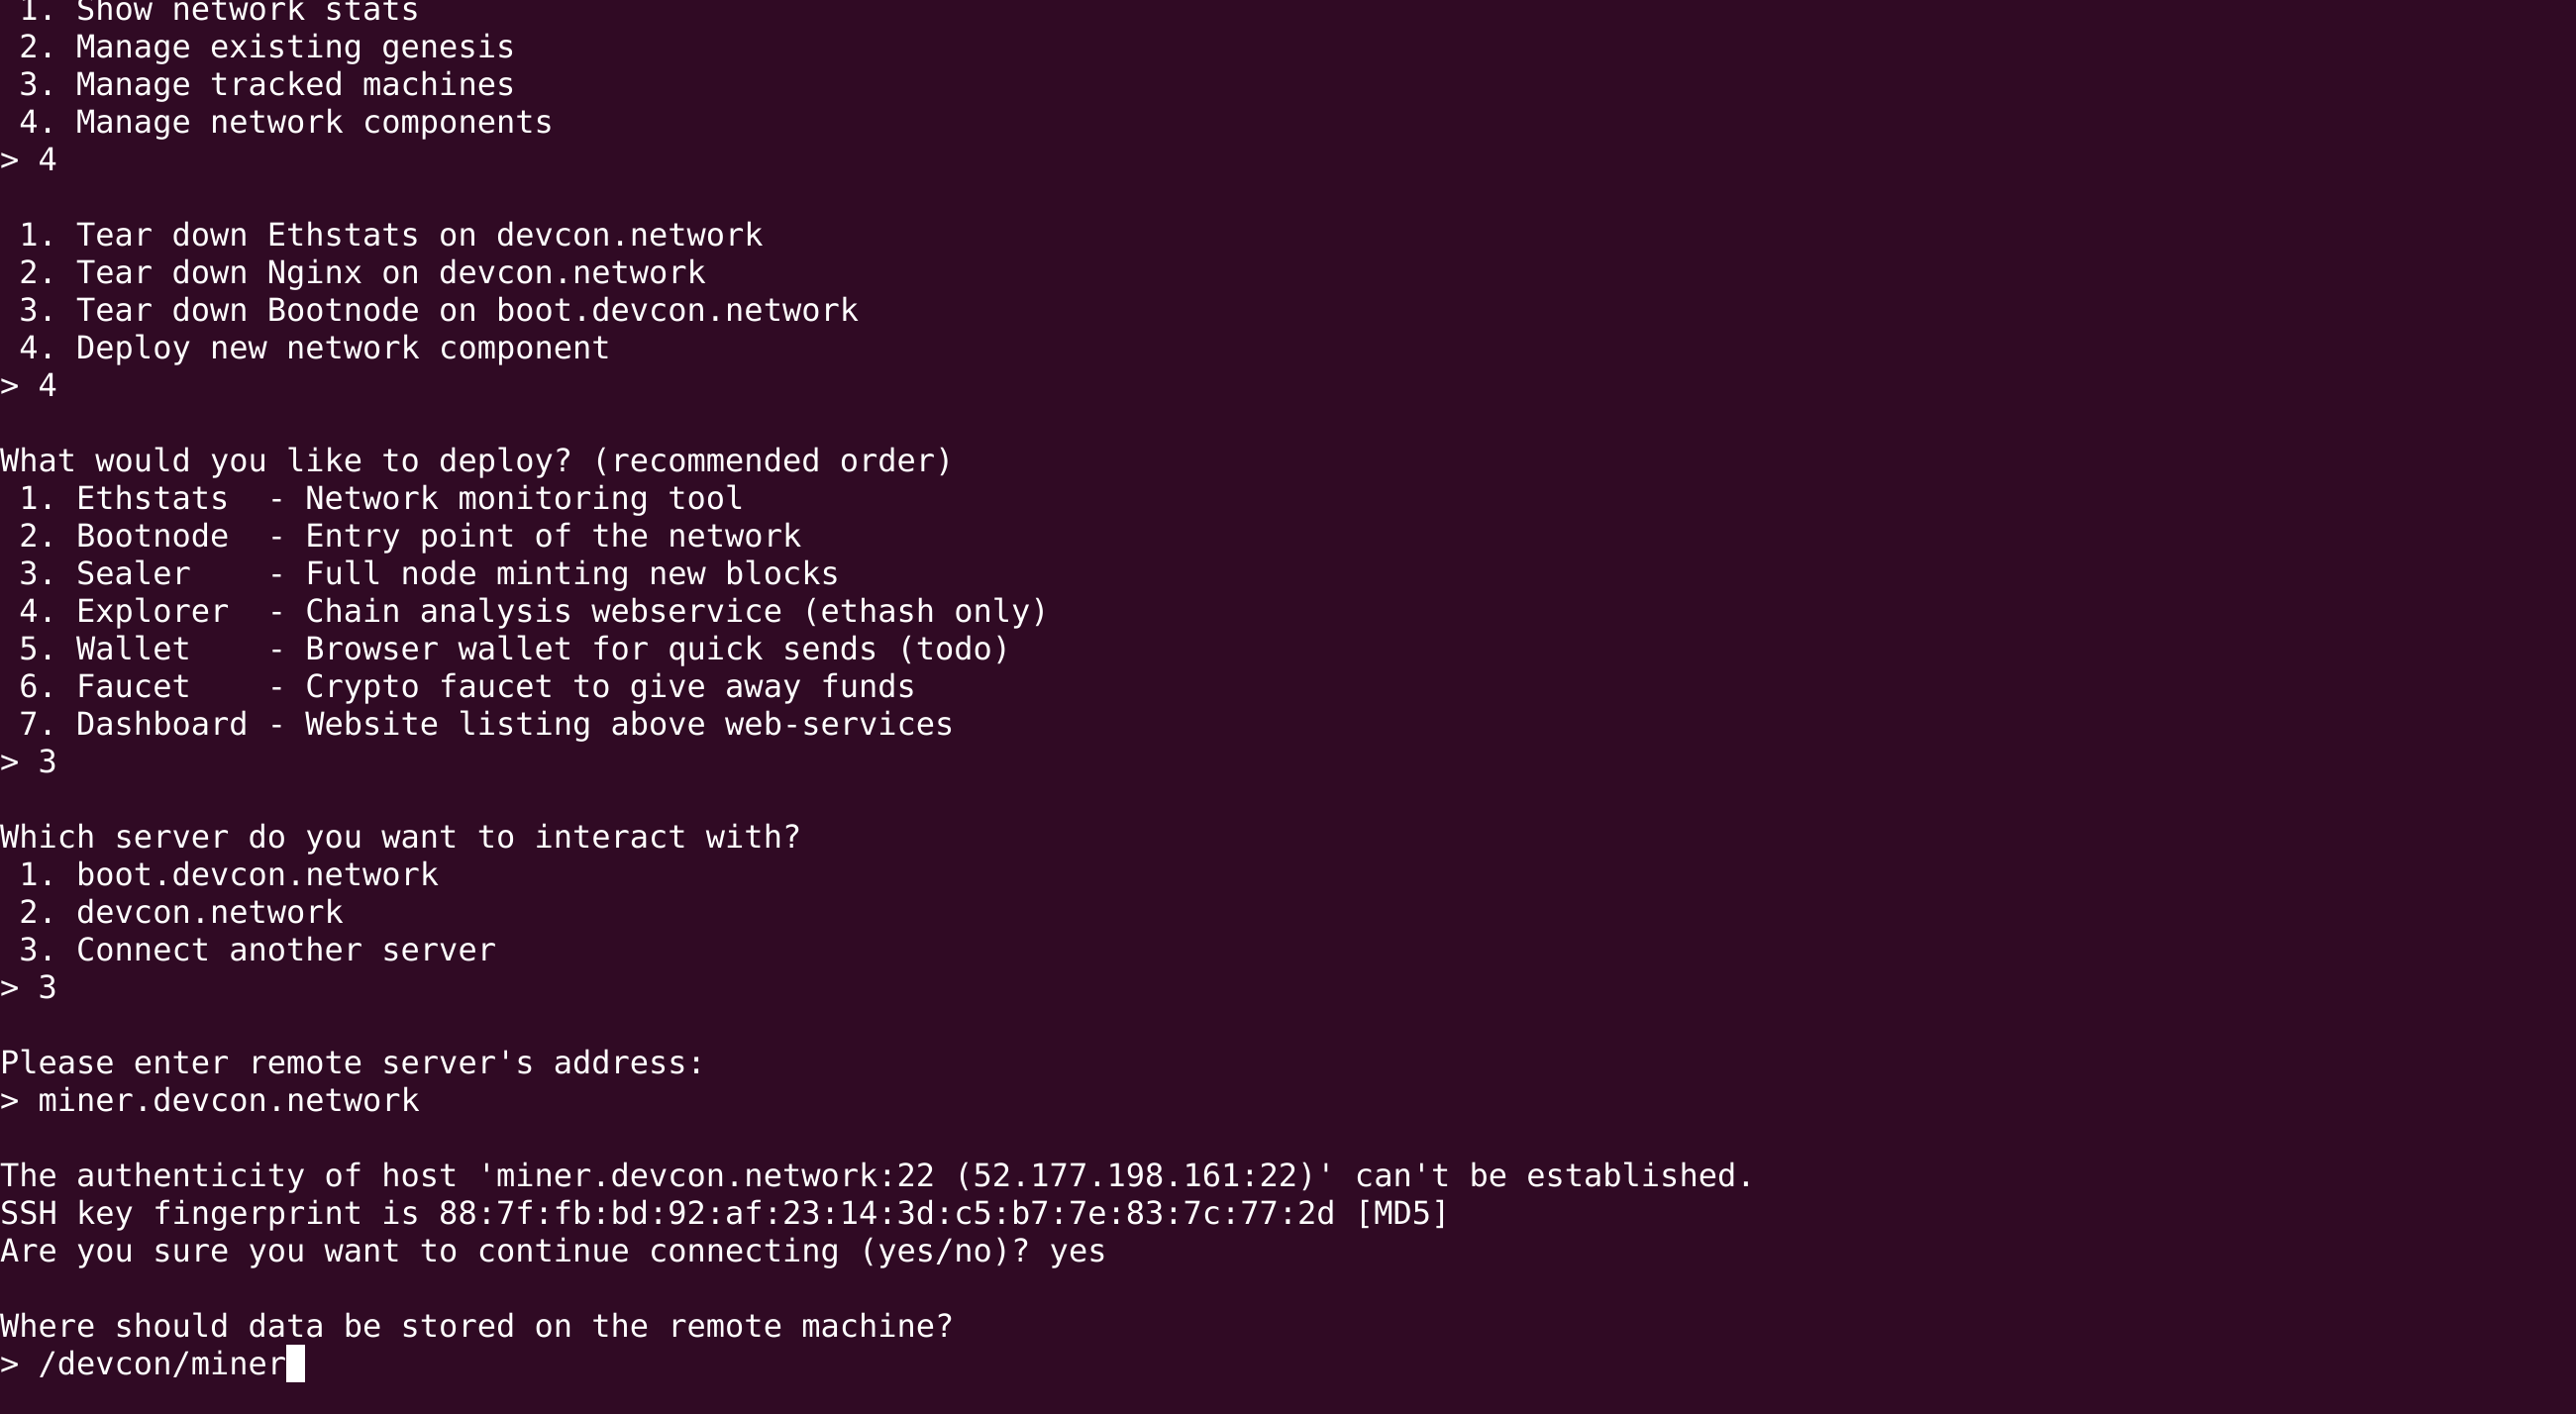 1. Show network stats
2. Manage existing genesis
3. Manage tracked machines
4. Manage network components
> 4
1. Tear down Ethstats on devcon.network
2. Tear down Nginx on devcon.network
3. Tear down Bootnode on boot.devcon.network
4. Deploy new network component
> 4
What would you like to deploy? (recommended order)
1. Ethstats  - Network monitoring tool
2. Bootnode  - Entry point of the network
3. Sealer    - Full node minting new blocks
4. Explorer  - Chain analysis webservice (ethash only)
5. Wallet    - Browser wallet for quick sends (todo)
6. Faucet    - Crypto faucet to give away funds
7. Dashboard - Website listing above web-services
> 3
Which server do you want to interact with?
1. boot.devcon.network
2. devcon.network
3. Connect another server
> 3
Please enter remote server's address:
> miner.devcon.network
The authenticity of host 'miner.devcon.network:22 (52.177.198.161:22)' can't be established.
SSH key fingerprint is 88:7f:fb:bd:92:af:23:14:3d:c5:b7:7e:83:7c:77:2d [MD5]
Are you sure you want to continue connecting (yes/no)? yes
Where should data be stored on the remote machine?
> /devcon/miner